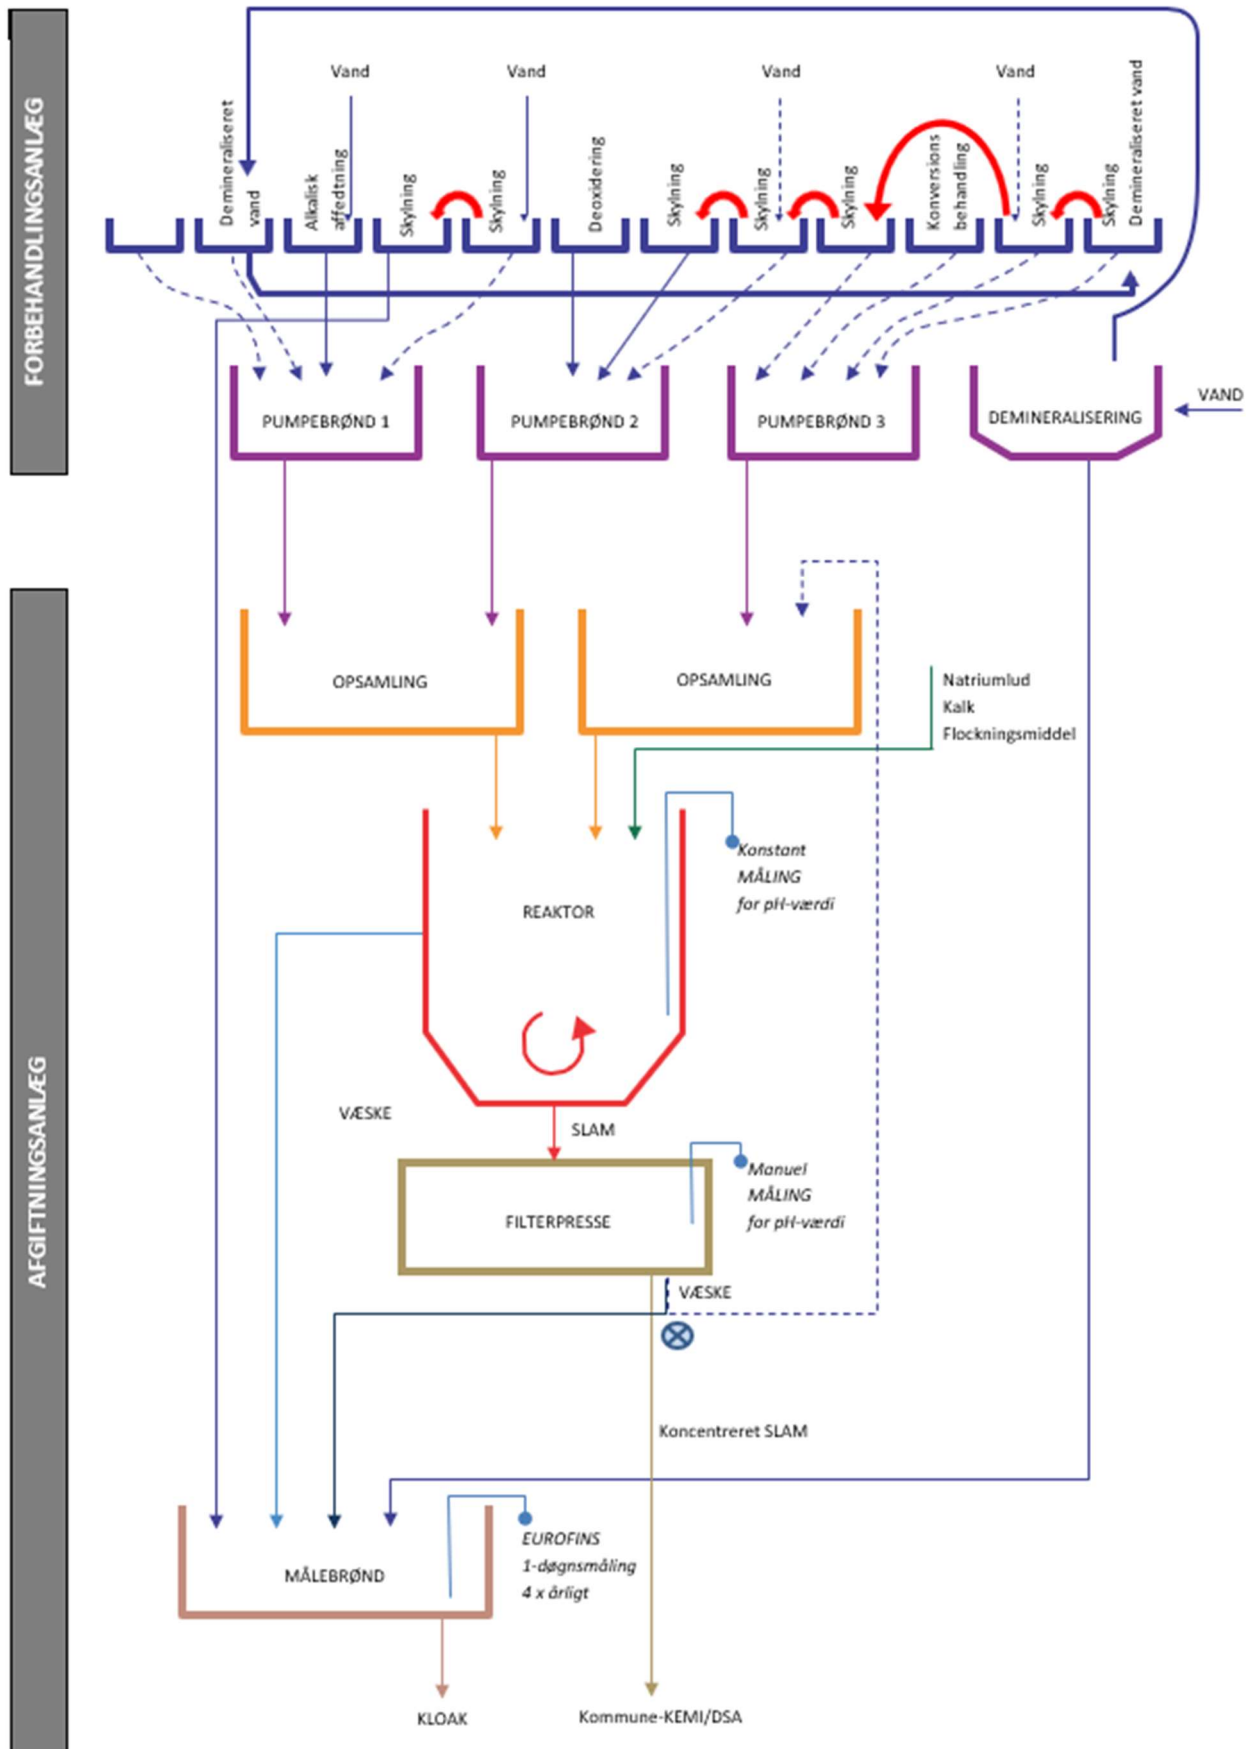 FORBEHANDLINGSANLÆG
Vand
Vand
Vand
Vand
Demineraliseret
vand
Alkalisk
affedtning
Skylning
Skylning
Deoxidering
Skylning
Skylning
Skylning
Konversions
behandling
Skylning
Skylning
Demineraliseret vand
PUMPEBRØND 1
PUMPEBRØND 2
PUMPEBRØND 3
DEMINERALISERING
VAND
AFGIFTNINGSANLÆG
OPSAMLING
OPSAMLING
Natriumlud
Kalk
Flockningsmiddel
Konstant
MÅLING
for pH-værdi
REAKTOR
VÆSKE
SLAM
Manuel
MÅLING
for pH-værdi
FILTERPRESSE
VÆSKE
Koncentreret SLAM
EUROFINS
1-døgnsmåling
4 x årligt
MÅLEBRØND
KLOAK
Kommune-KEMI/DSA